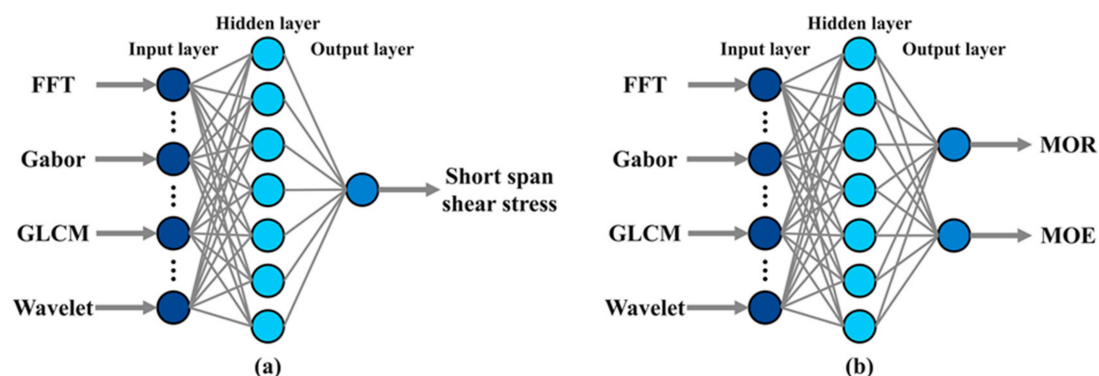 Hidden layer
Input layer
Output layer
FFT
Gabor
GLCM
Wavelet
Short span
shear stress
(a)
Hidden layer
Input layer
Output layer
FFT
Gabor
GLCM
Wavelet
MOR
MOE
(b)